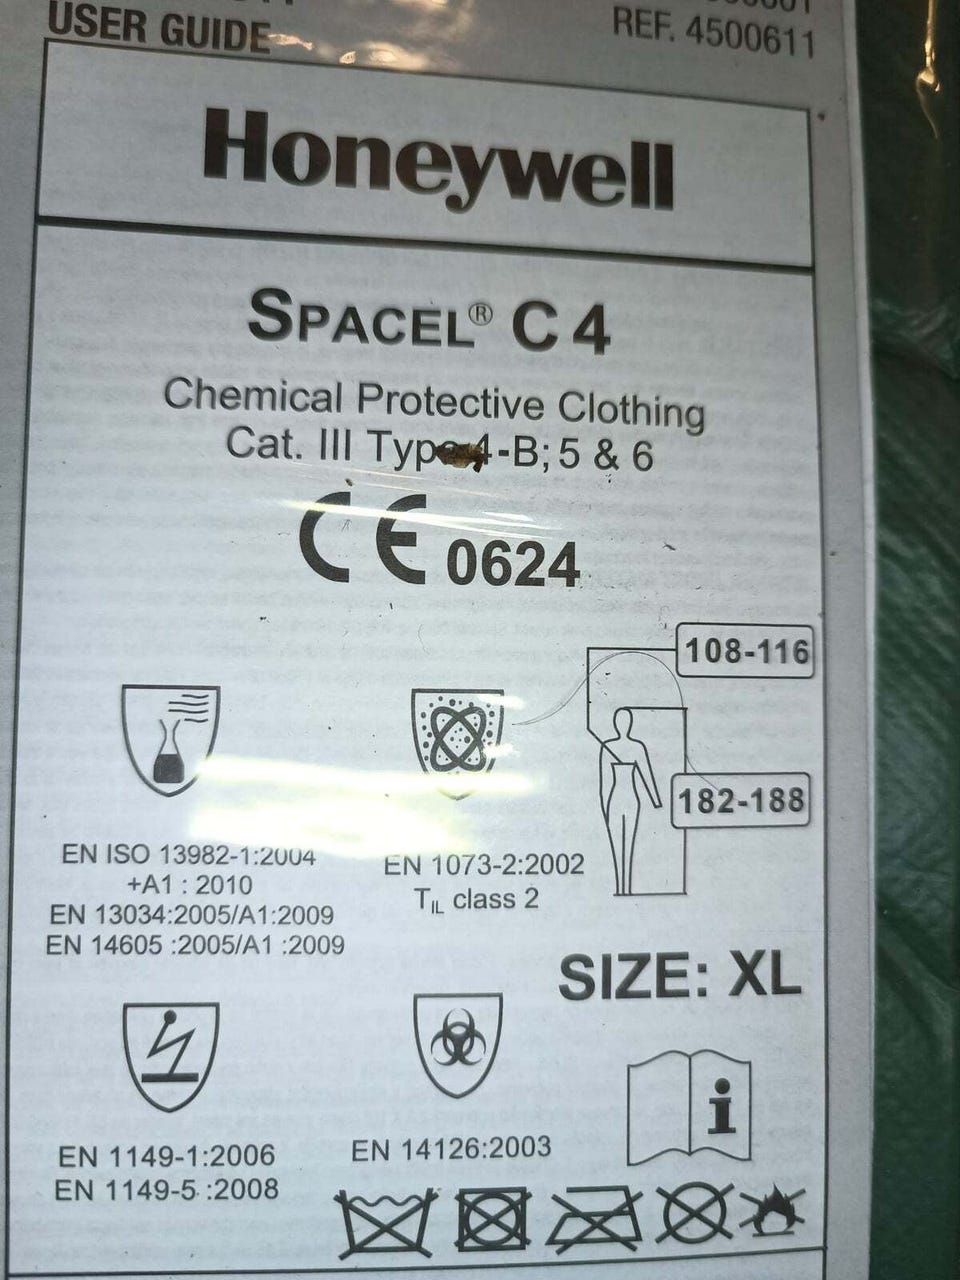 USER GUIDE
REF. 4500611
Honeywell
SPACEL® C 4
Chemical Protective Clothing
Cat. III Type 4-B; 5 & 6
CE 0624
108-116
182-188
EN ISO 13982-1:2004
+A1 : 2010
EN 13034:2005/A1:2009
EN 14605 :2005/A1 :2009
EN 1073-2:2002
TIL class 2
SIZE: XL
i
EN 1149-1:2006
EN 1149-5 :2008
EN 14126:2003